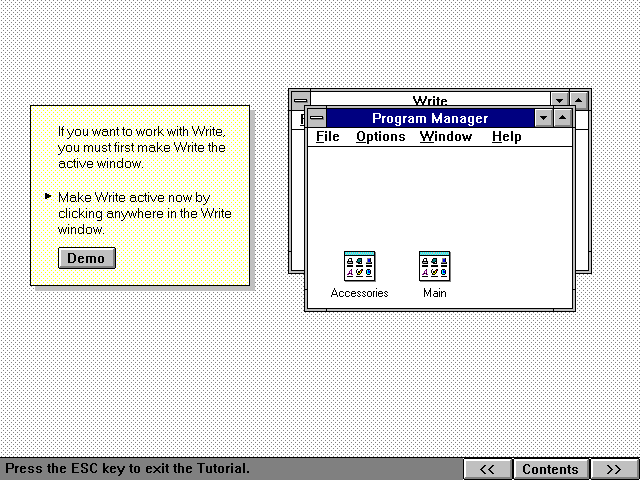 Write
Program Manager
File Options Window Help
If you want to work with Write,
you must first make Write the
active window.
Make Write active now by
clicking anywhere in the Write
window.
Demo
Accessories Main
Press the ESC key to exit the Tutorial.
<< Contents >>